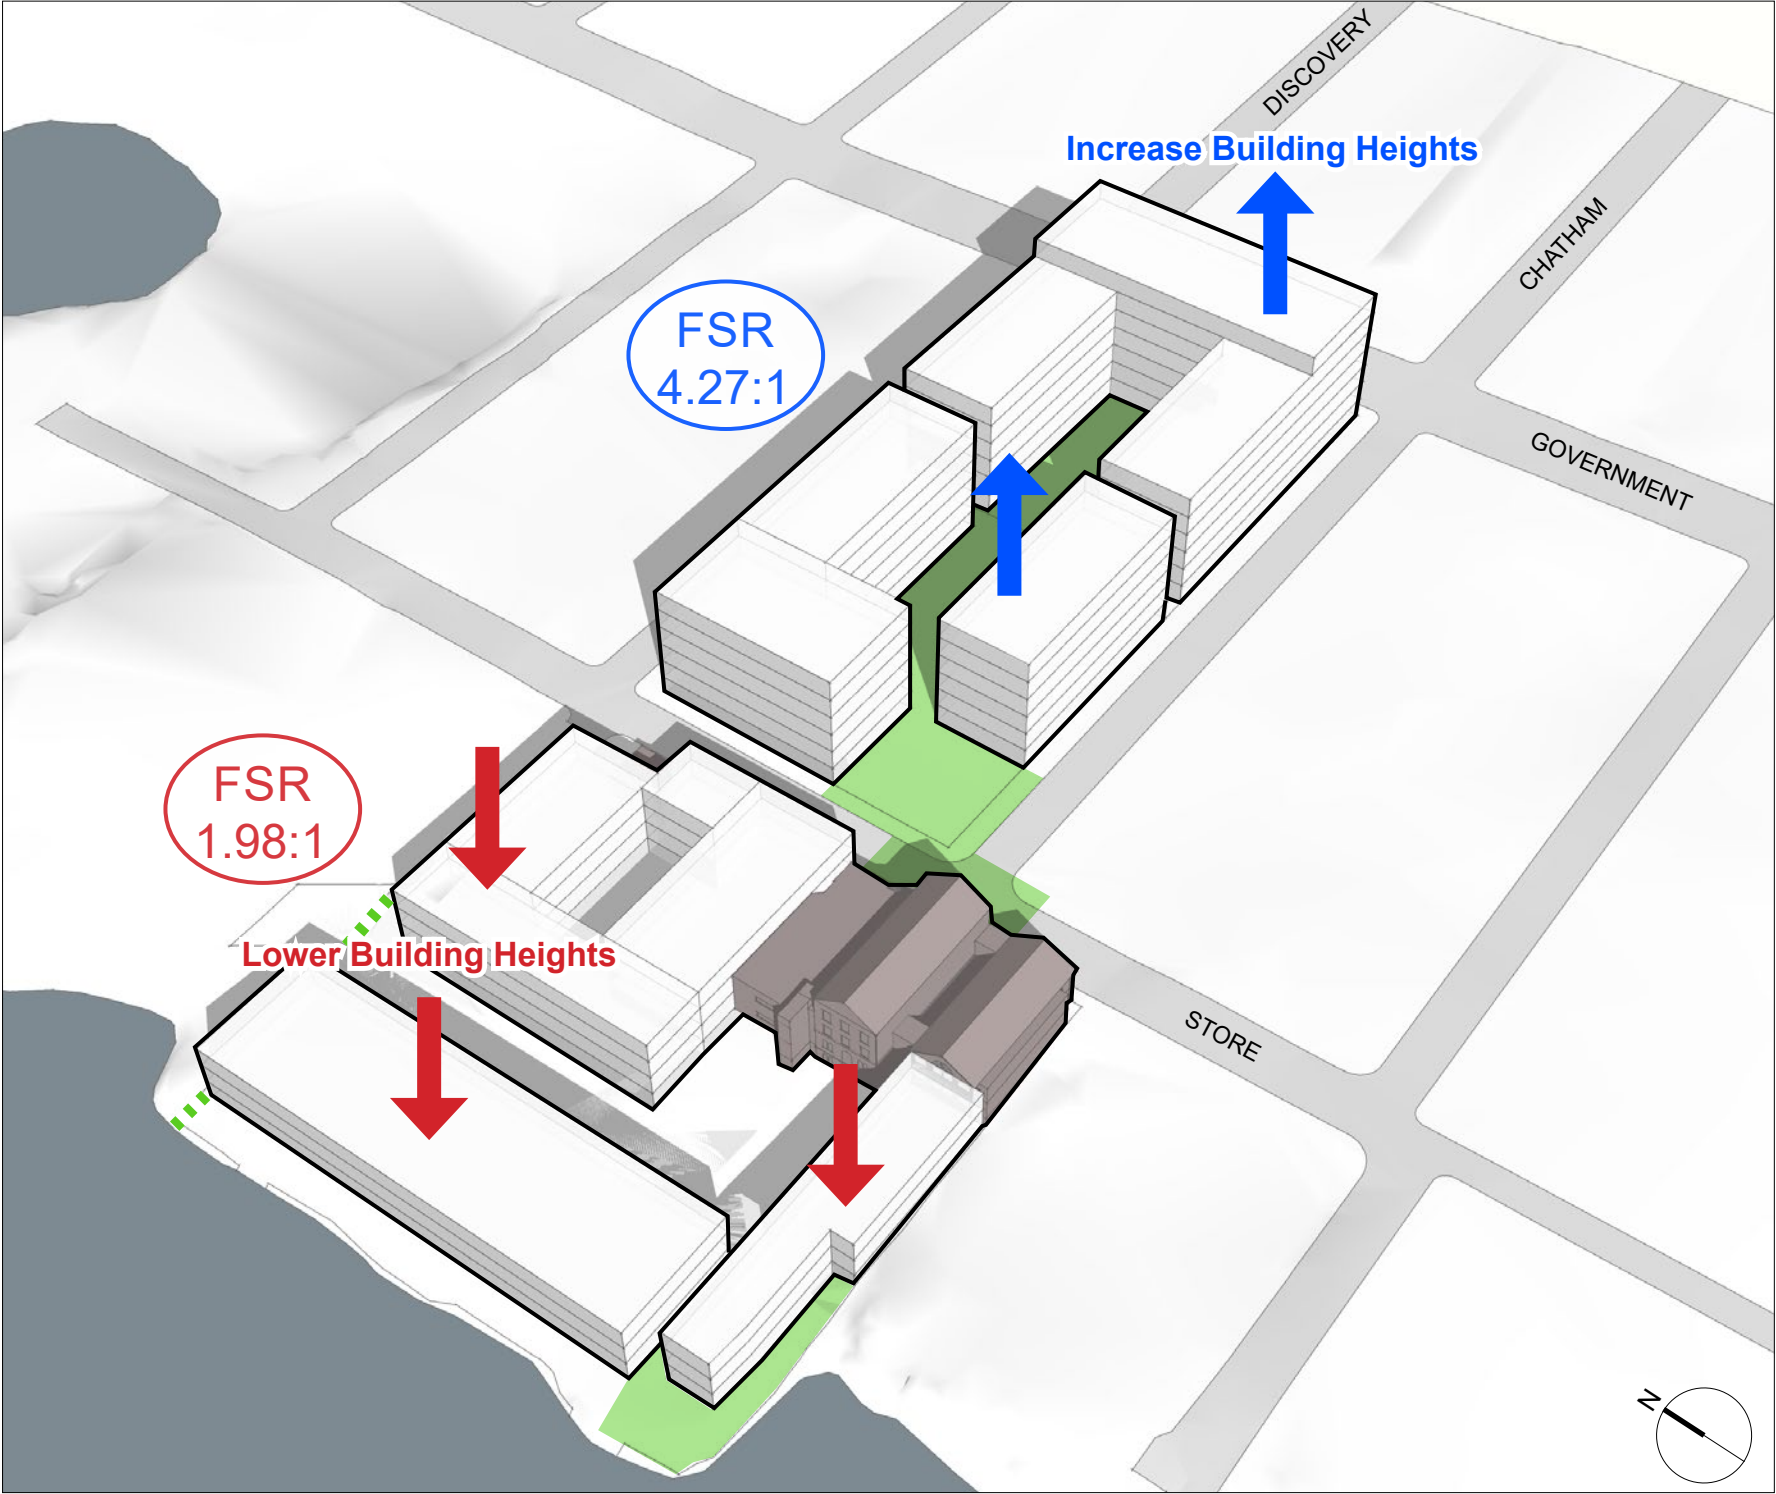 DISCOVERY
Increase Building Heights
CHATHAM
FSR
4.27:1
GOVERNMENT
FSR
1.98:1
Lower Building Heights
STORE
N